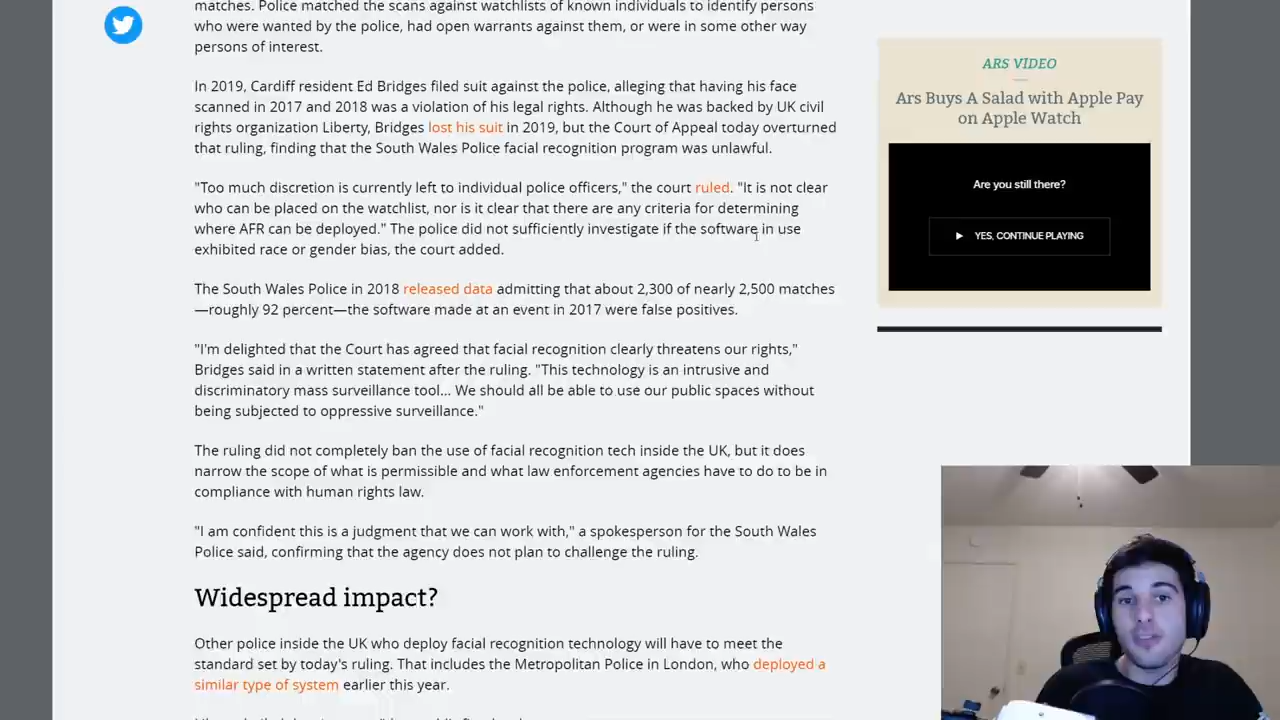 matches. Police matched the scans against watchlists of known individuals to identify persons
who were wanted by the police, had open warrants against them, or were in some other way
persons of interest.
In 2019, Cardiff resident Ed Bridges filed suit against the police, alleging that having his face
scanned in 2017 and 2018 was a violation of his legal rights. Although he was backed by UK civil
rights organization Liberty, Bridges lost his suit in 2019, but the Court of Appeal today overturned
that ruling, finding that the South Wales Police facial recognition program was unlawful.
"Too much discretion is currently left to individual police officers," the court ruled. "It is not clear
who can be placed on the watchlist, nor is it clear that there are any criteria for determining
where AFR can be deployed." The police did not sufficiently investigate if the software in use
exhibited race or gender bias, the court added.
The South Wales Police in 2018 released data admitting that about 2,300 of nearly 2,500 matches
—roughly 92 percent—the software made at an event in 2017 were false positives.
"I'm delighted that the Court has agreed that facial recognition clearly threatens our rights,"
Bridges said in a written statement after the ruling. "This technology is an intrusive and
discriminatory mass surveillance tool... We should all be able to use our public spaces without
being subjected to oppressive surveillance."
The ruling did not completely ban the use of facial recognition tech inside the UK, but it does
narrow the scope of what is permissible and what law enforcement agencies have to do to be in
compliance with human rights law.
"I am confident this is a judgment that we can work with," a spokesperson for the South Wales
Police said, confirming that the agency does not plan to challenge the ruling.
Widespread impact?
Other police inside the UK who deploy facial recognition technology will have to meet the
standard set by today's ruling. That includes the Metropolitan Police in London, who deployed a
similar type of system earlier this year.
ARS VIDEO
Ars Buys A Salad with Apple Pay
on Apple Watch
Are you still there?
YES, CONTINUE PLAYING